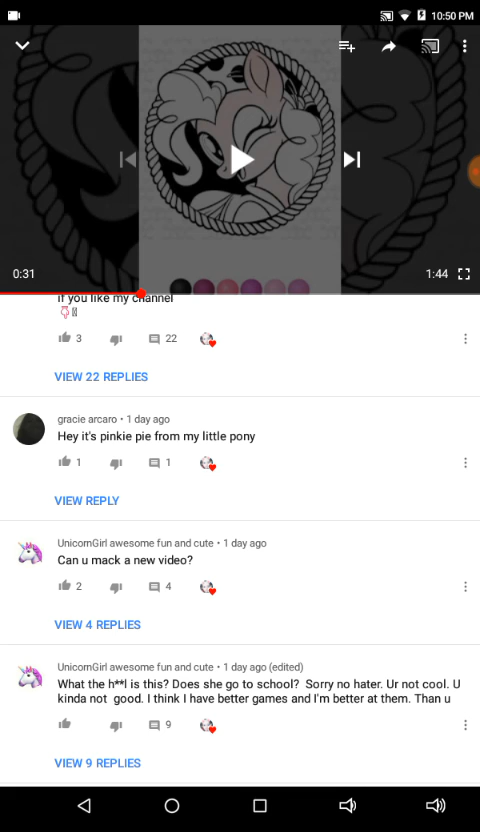 10:50 PM
0:31
1:44
if you like my channel
3
22
VIEW 22 REPLIES
gracie arcaro • 1 day ago
Hey it's pinkie pie from my little pony
1
1
VIEW REPLY
UnicornGirl awesome fun and cute • 1 day ago
Can u mack a new video?
2
4
VIEW 4 REPLIES
UnicornGirl awesome fun and cute • 1 day ago (edited)
What the h**l is this? Does she go to school?  Sorry no hater. Ur not cool. U
kinda not  good. I think I have better games and I'm better at them. Than u
9
VIEW 9 REPLIES